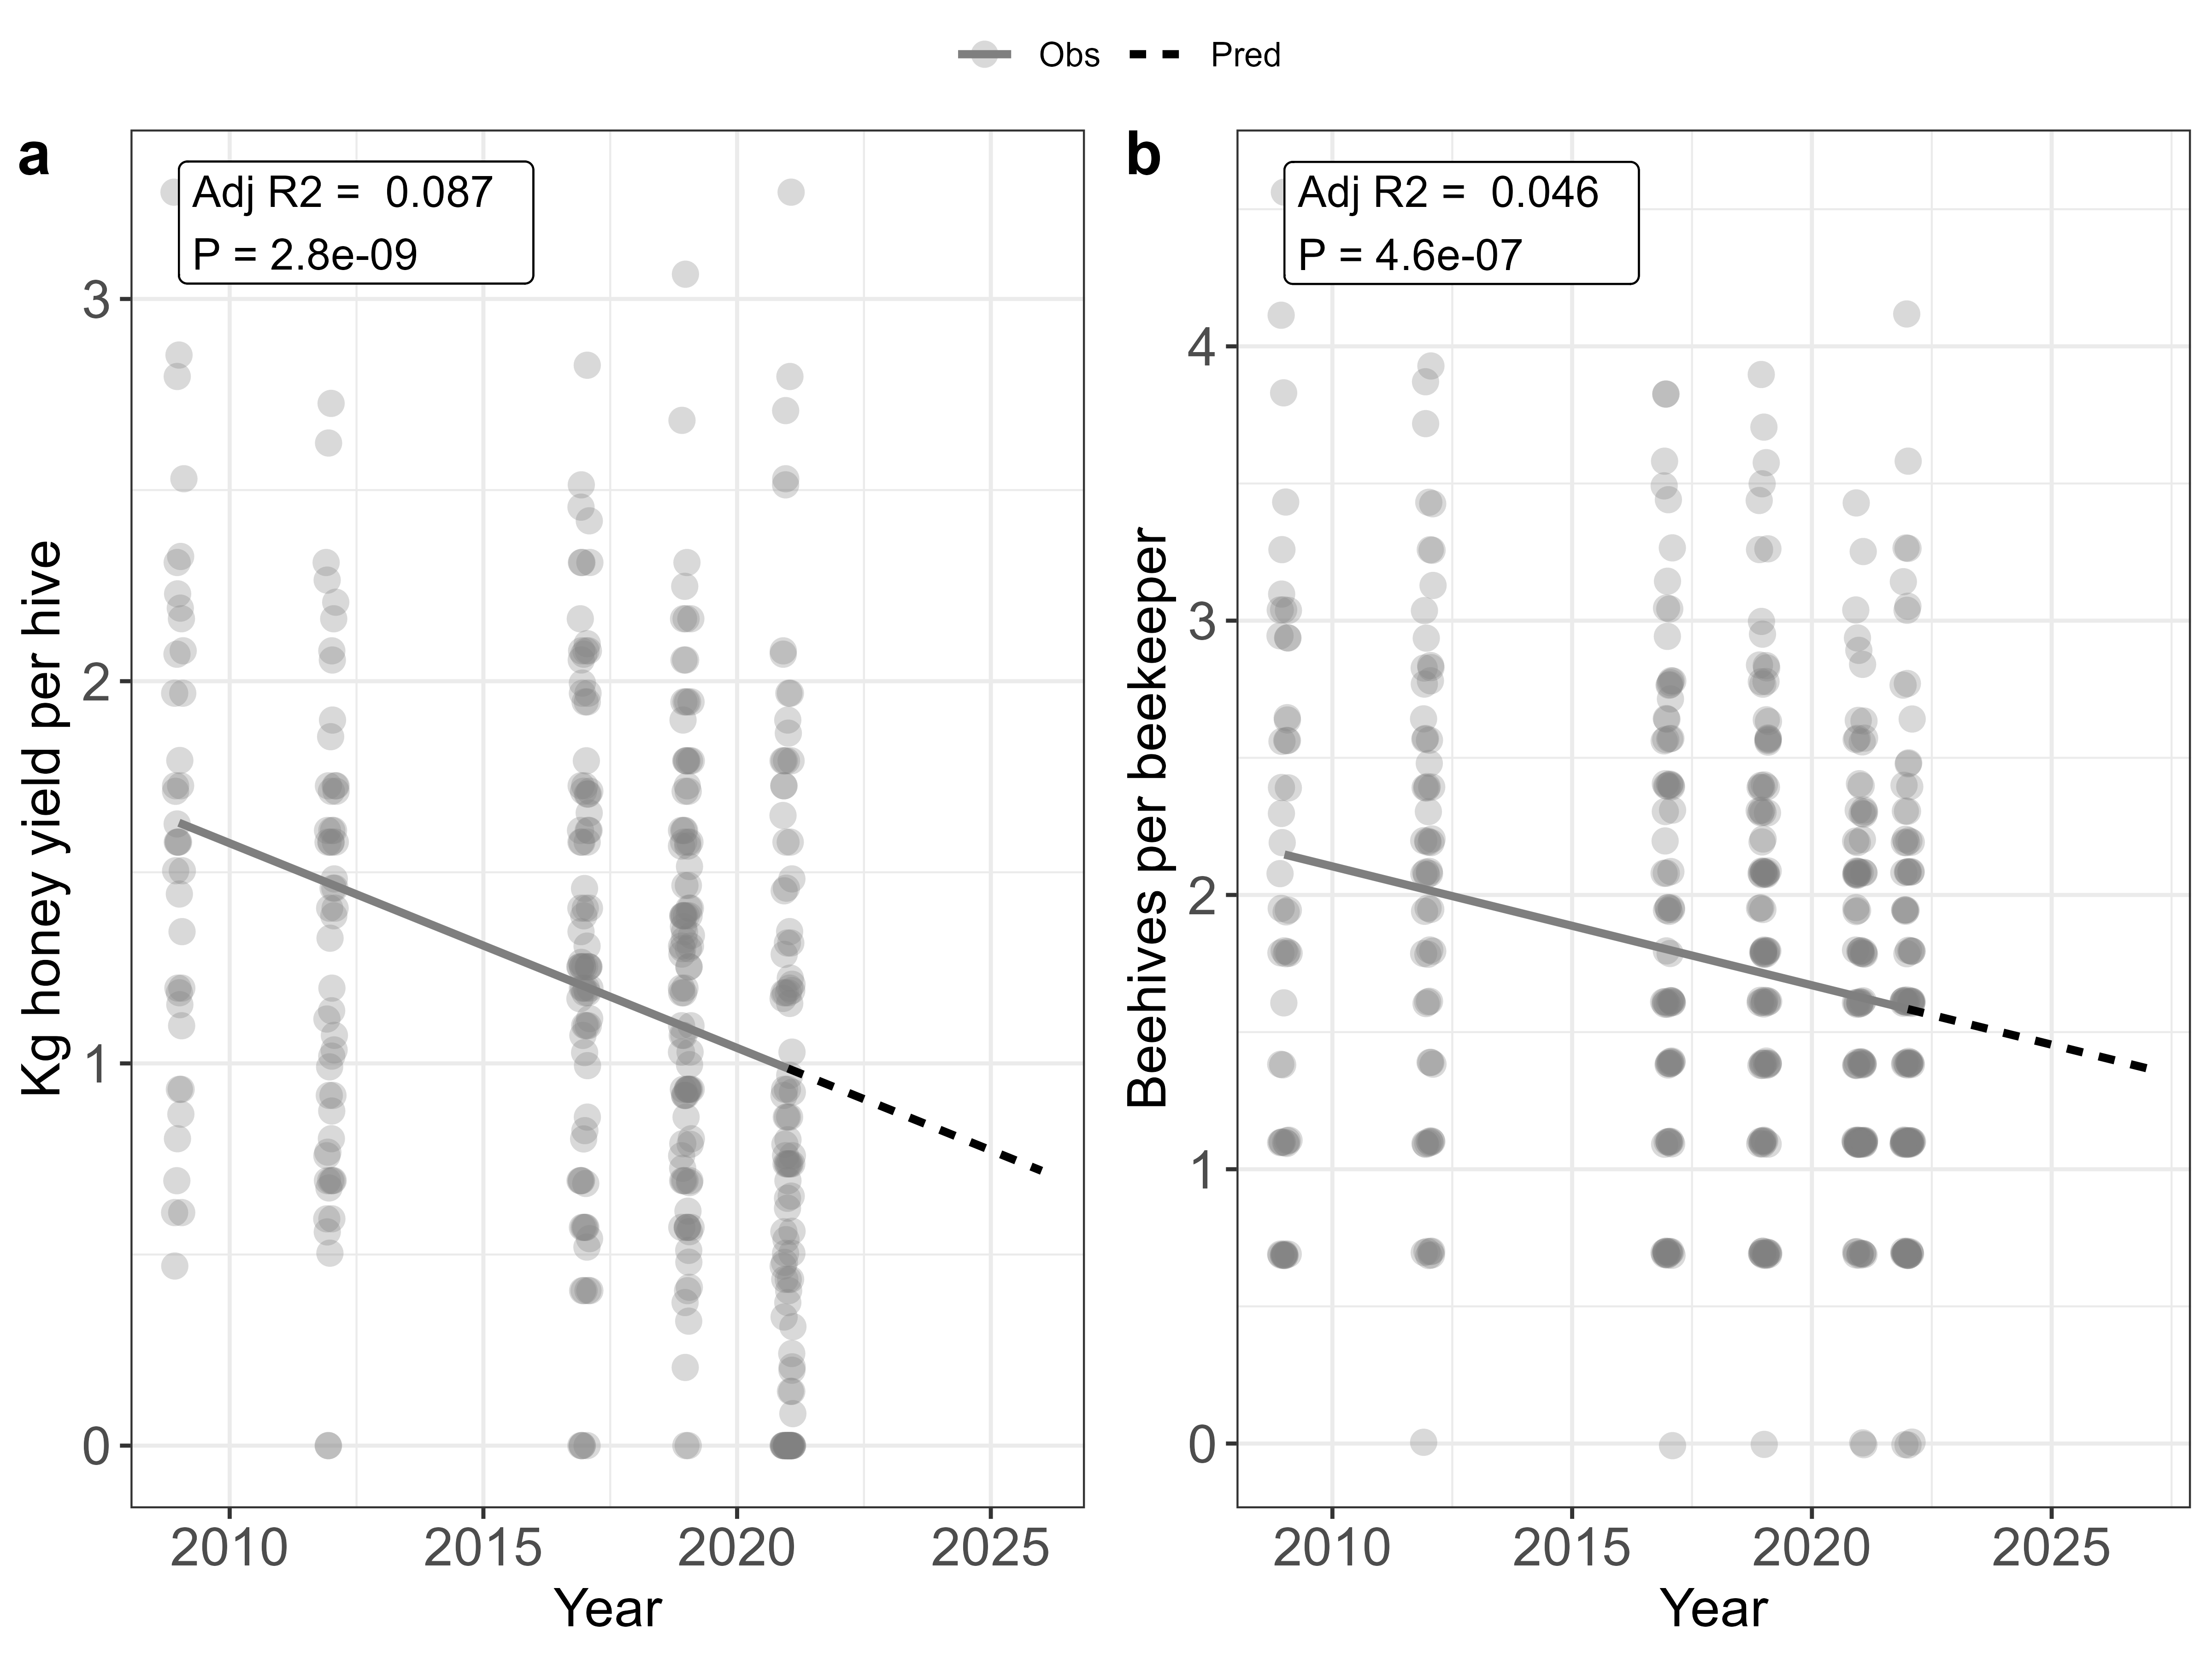 Obs Pred
a
Adj R2 = 0.087
P = 2.8e-09
Kg honey yield per hive
3
2
1
0
2010 2015 2020 2025
Year
b
Adj R2 = 0.046
P = 4.6e-07
Beehives per beekeeper
4
3
2
1
0
2010 2015 2020 2025
Year